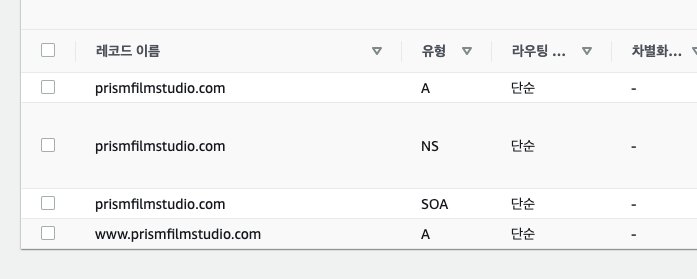 레코드 이름 유형 라우팅 ... 차별화...
prismfilmstudio.com A 단순 -
prismfilmstudio.com NS 단순 -
prismfilmstudio.com SOA 단순 -
www.prismfilmstudio.com A 단순 -